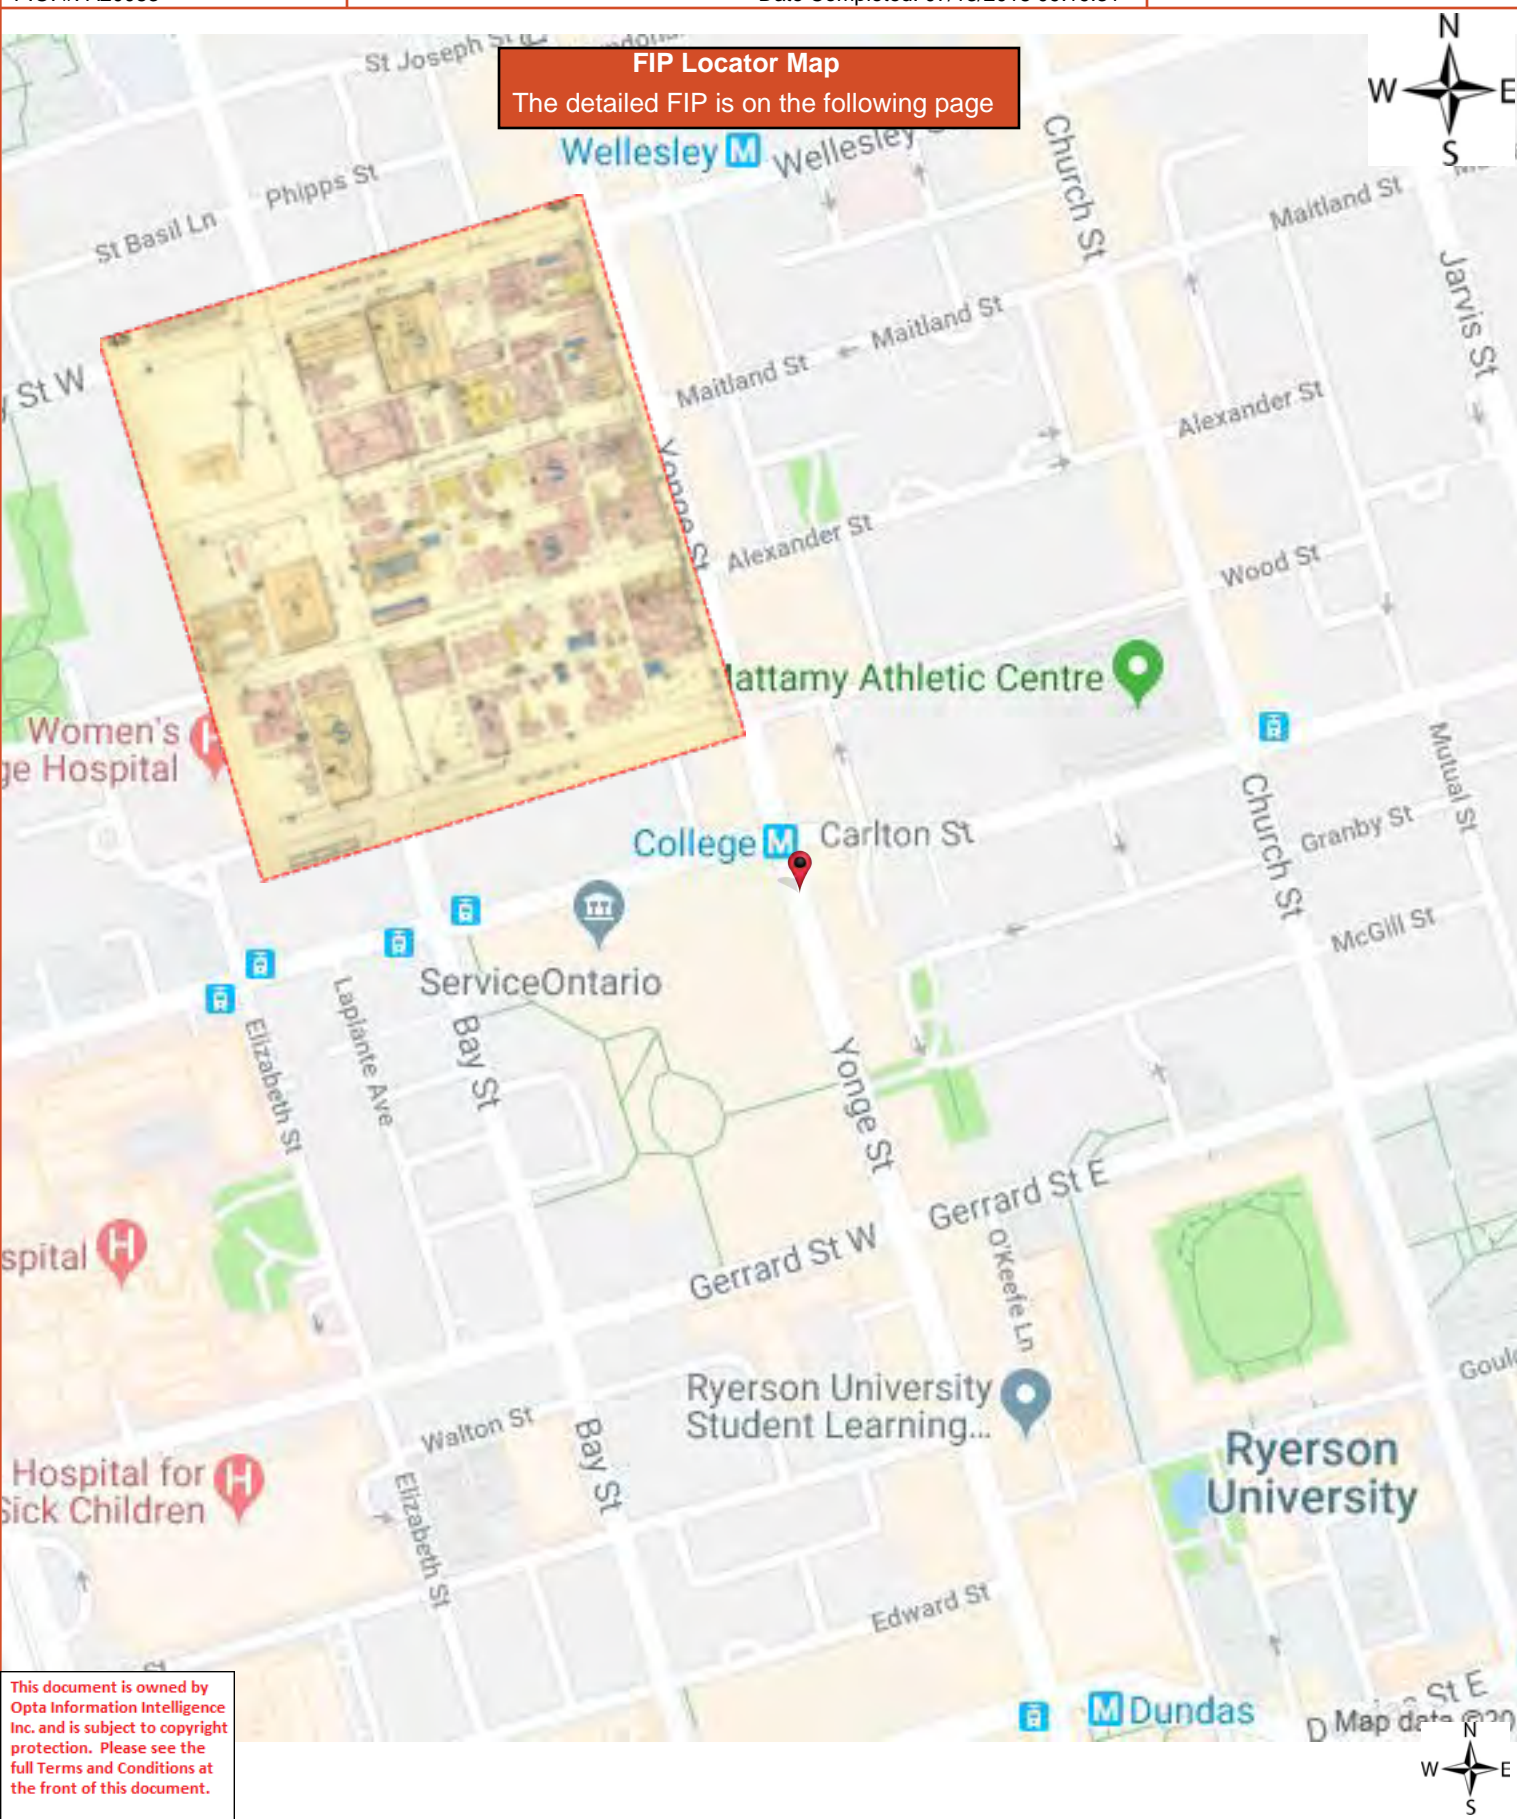 FIP Locator Map
The detailed FIP is on the following page
N
W E
S
St Joseph St
Wellesley M
Wellesley
Church St
Phipps St
St Basil Ln
Maitland St
Jarvis St
Maitland St
Maitland St
St W
Alexander St
Yonge St
Alexander St
Wood St
Mattamy Athletic Centre
Women's
ge Hospital
H
Mutual St
Church St
College M
Carlton St
Granby St
McGill St
ServiceOntario
Laplante Ave
Elizabeth St
Bay St
Yonge St
Gerrard St E
spital H
Gerrard St W
O'Keefe Ln
Goul
Ryerson University
Student Learning...
Walton St
Bay St
Ryerson
University
Hospital for
Sick Children
H
Elizabeth St
Edward St
St
M Dundas
St E
D
Map data ©20
This document is owned by
Opta Information Intelligence
Inc. and is subject to copyright
protection. Please see the
full Terms and Conditions at
the front of this document.
N
W E
S